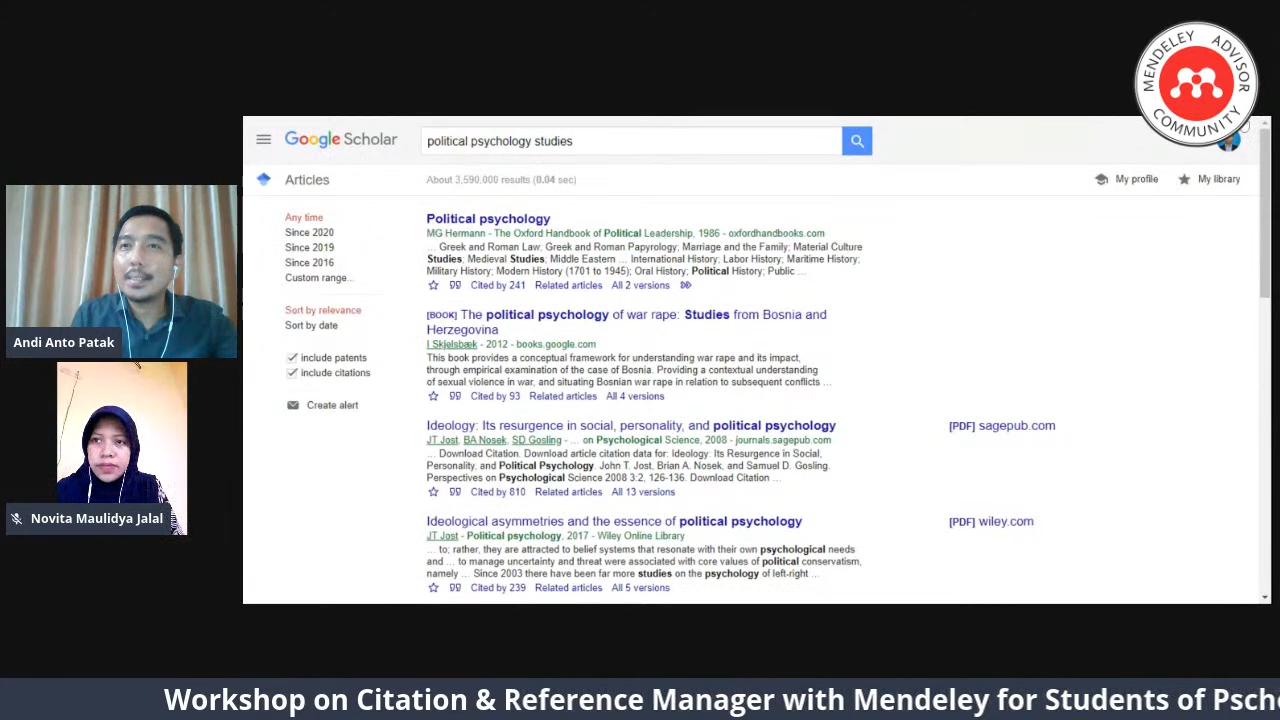 MENDELEY ADVISOR
COMMUNITY
Google Scholar
political psychology studies
Articles
About 3,590,000 results (0.04 sec)
My profile
My library
Any time
Since 2020
Since 2019
Since 2016
Custom range...
Sort by relevance
Sort by date
include patents
include citations
Create alert
Political psychology
MG Hermann - The Oxford Handbook of Political Leadership, 1986 - oxfordhandbooks.com
... Greek and Roman Law; Greek and Roman Papyrology; Marriage and the Family; Material Culture
Studies; Medieval Studies; Middle Eastern ... International History; Labor History; Maritime History;
Military History; Modern History (1701 to 1945); Oral History; Political History; Public ...
Cited by 241 Related articles All 2 versions
[BOOK] The political psychology of war rape: Studies from Bosnia and
Herzegovina
I Skjelsbæk - 2012 - books.google.com
This book provides a conceptual framework for understanding war rape and its impact,
through empirical examination of the case of Bosnia. Providing a contextual understanding
of sexual violence in war, and situating Bosnian war rape in relation to subsequent conflicts ...
Cited by 93 Related articles All 4 versions
Ideology: Its resurgence in social, personality, and political psychology
[PDF] sagepub.com
JT Jost, BA Nosek, SD Gosling - ... on Psychological Science, 2008 - journals.sagepub.com
... Download Citation. Download article citation data for: Ideology: Its Resurgence in Social,
Personality, and Political Psychology. John T. Jost, Brian A. Nosek, and Samuel D. Gosling.
Perspectives on Psychological Science 2008 3:2, 126-136. Download Citation ...
Cited by 810 Related articles All 13 versions
Ideological asymmetries and the essence of political psychology
[PDF] wiley.com
JT Jost - Political psychology, 2017 - Wiley Online Library
... to; rather, they are attracted to belief systems that resonate with their own psychological needs
and ... to manage uncertainty and threat were associated with core values of political conservatism,
namely ... Since 2003 there have been far more studies on the psychology of left-right ...
Cited by 239 Related articles All 5 versions
Andi Anto Patak
Novita Maulidya Jalal
Workshop on Citation & Reference Manager with Mendeley for Students of Psch